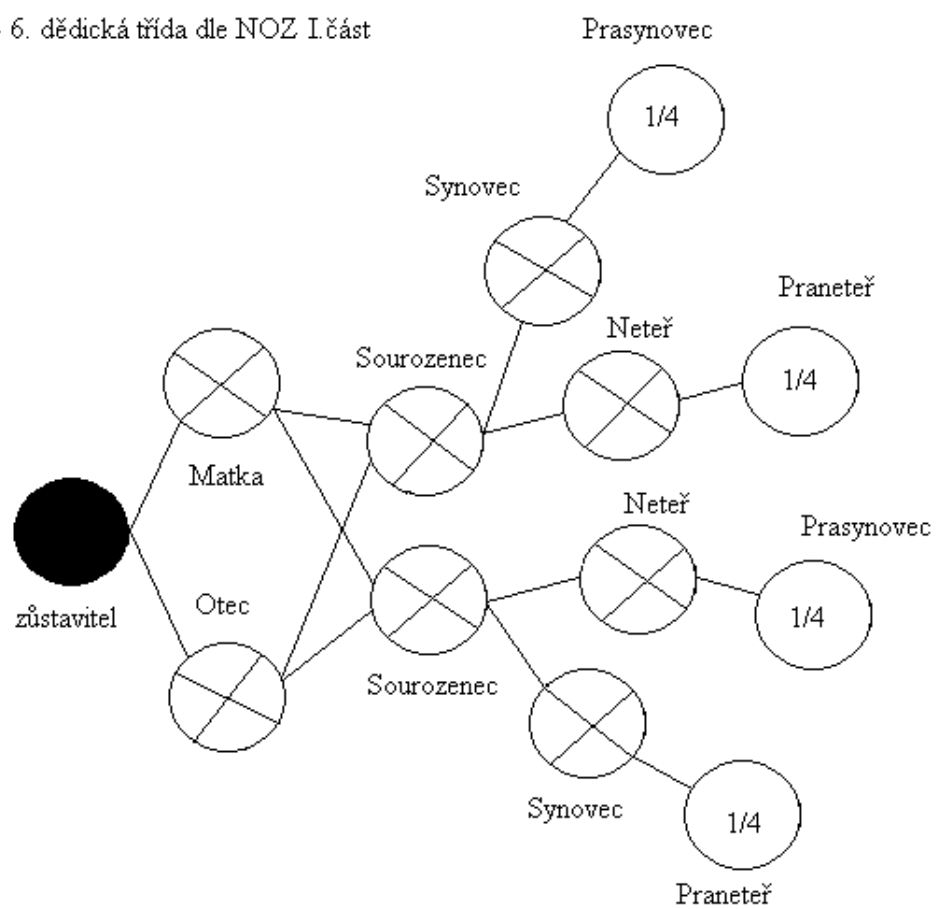 6. dědická třída dle NOZ I.část
Prasynovec
1/4
Synovec
Praneteř
Neteř
Sourozenec
1/4
Matka
Neteř
Prasynovec
Otec
zůstavitel
1/4
Sourozenec
Synovec
1/4
Praneteř